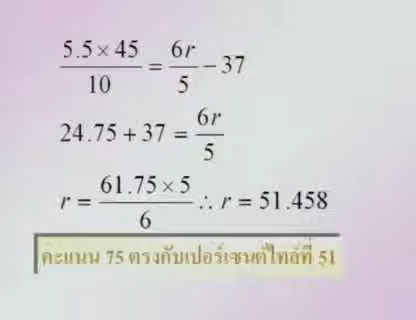 5.5 × 45 / 10 = 6r / 5 − 37
24.75 + 37 = 6r / 5
r = 61.75 × 5 / 6 ∴ r = 51.458
คะแนน 75 ตรงกับเปอร์เซนต์ไทล์ที่ 51